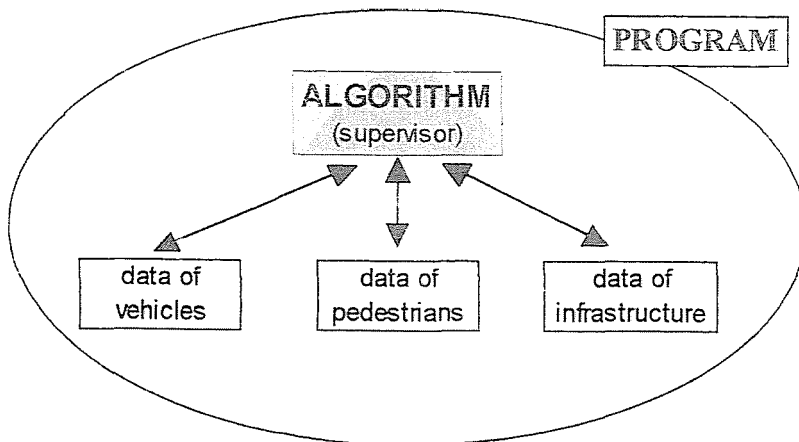 PROGRAM
ALGORITHM
(supervisor)
data of
vehicles
data of
pedestrians
data of
infrastructure